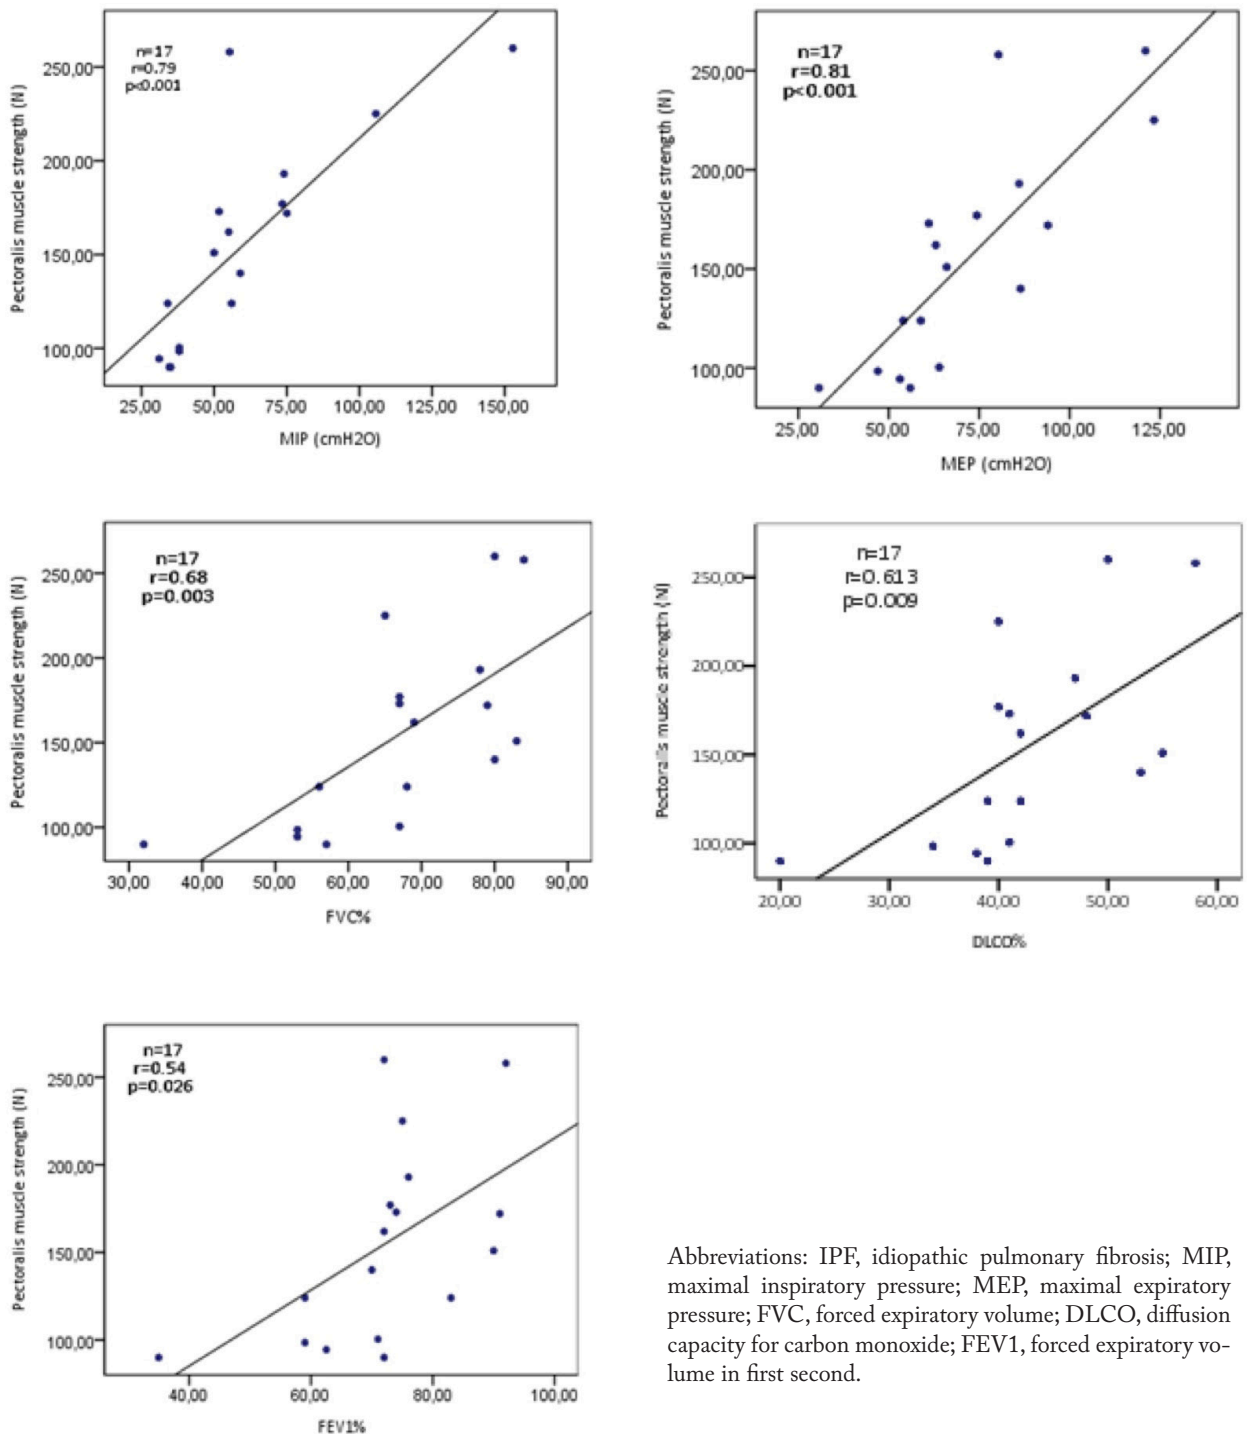 n=17
r=0.79
p<0.001
Pectoralis muscle strength (N)
250,00
200,00
150,00
100,00
25,00 50,00 75,00 100,00 125,00 150,00
MIP (cmH2O)
n=17
r=0.81
p<0.001
Pectoralis muscle strength (N)
250,00
200,00
150,00
100,00
25,00 50,00 75,00 100,00 125,00
MEP (cmH2O)
n=17
r=0.68
p=0.003
Pectoralis muscle strength (N)
250,00
200,00
150,00
100,00
30,00 40,00 50,00 60,00 70,00 80,00 90,00
FVC%
n=17
r=0.613
p=0.009
Pectoralis muscle strength (N)
250,00
200,00
150,00
100,00
20,00 30,00 40,00 50,00 60,00
DLCO%
n=17
r=0.54
p=0.026
Pectoralis muscle strength (N)
250,00
200,00
150,00
100,00
40,00 60,00 80,00 100,00
FEV1%
Abbreviations: IPF, idiopathic pulmonary fibrosis; MIP,
maximal inspiratory pressure; MEP, maximal expiratory
pressure; FVC, forced expiratory volume; DLCO, diffusion
capacity for carbon monoxide; FEV1, forced expiratory vo-
lume in first second.